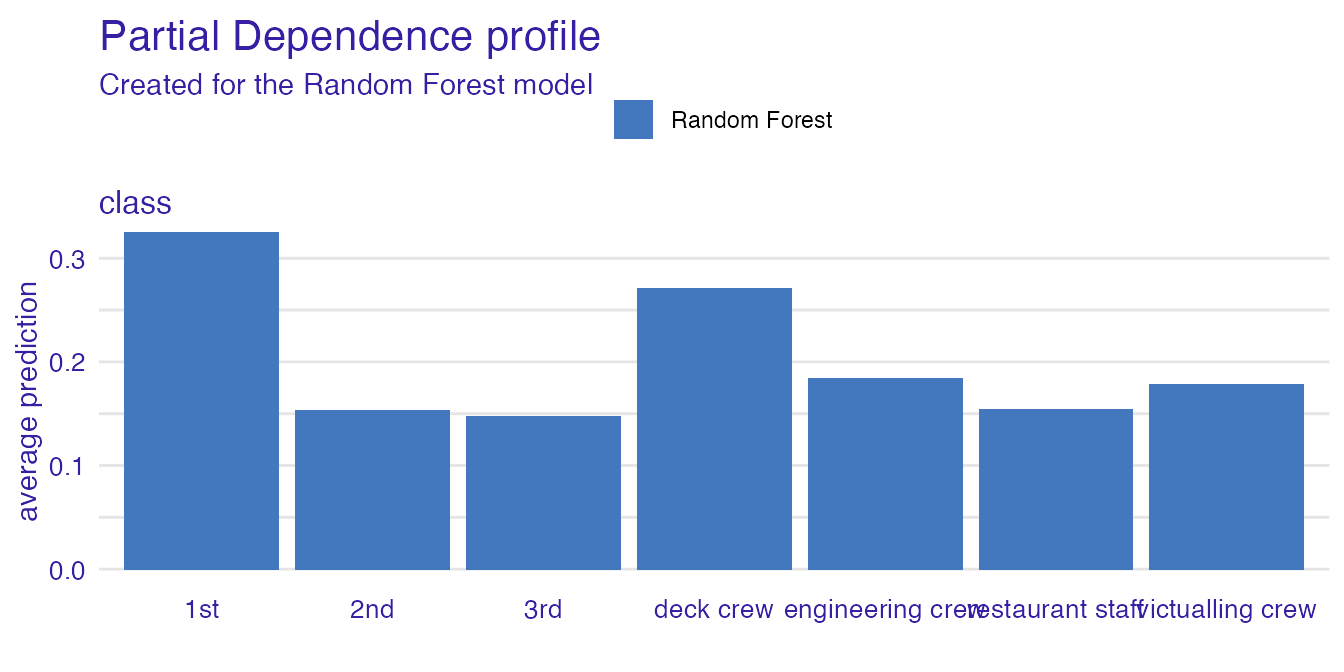 Partial Dependence profile
Created for the Random Forest model
Random Forest
class
average prediction
0.3
0.2
0.1
0.0
1st 2nd 3rd deck crew engineering crew restaurant staff victualling crew